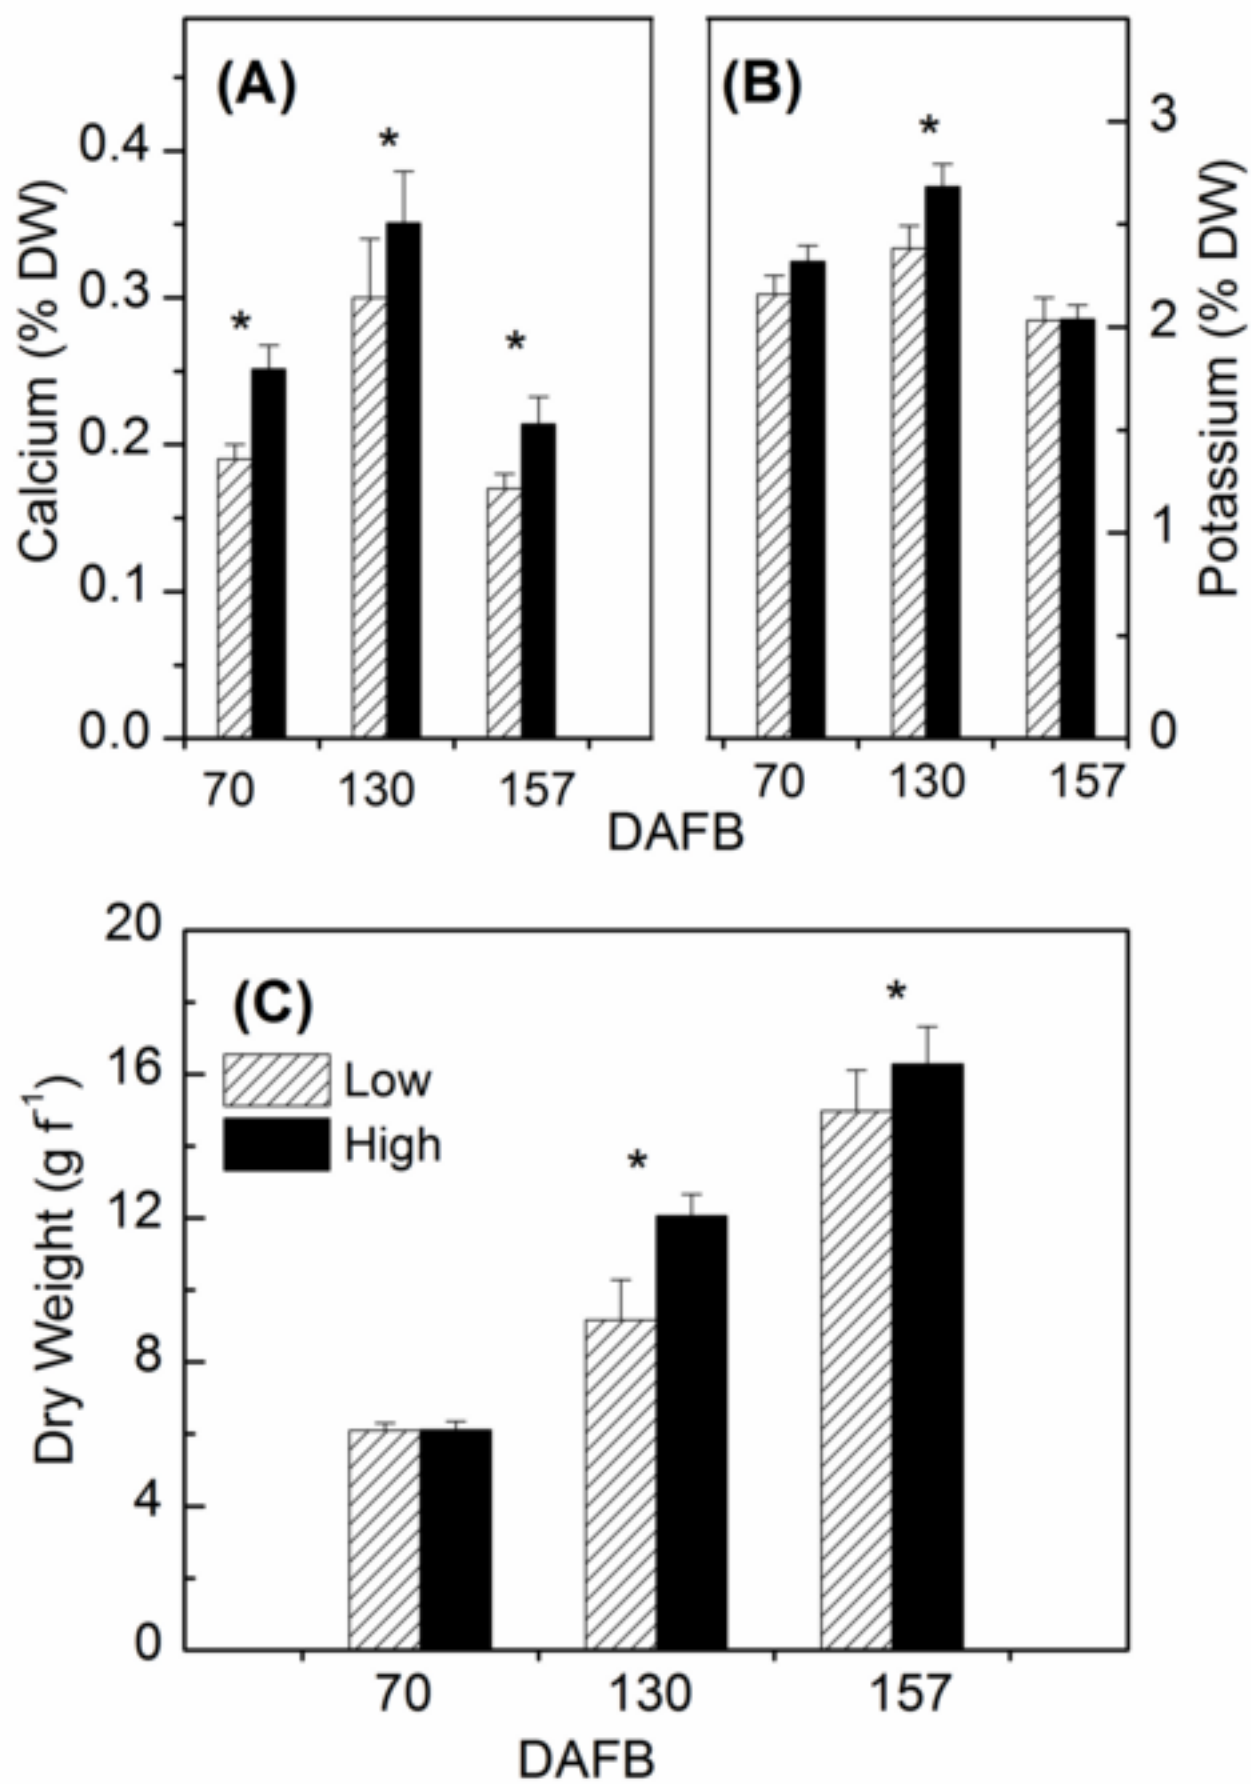 (A)
*
*
*
0.4
0.3
0.2
0.1
0.0
Calcium (% DW)
70 130 157
(B)
*
3
2
1
0
Potassium (% DW)
70 130 157
DAFB
20
16
12
8
4
0
Dry Weight (g f⁻¹)
(C)
Low
High
*
*
70 130 157
DAFB